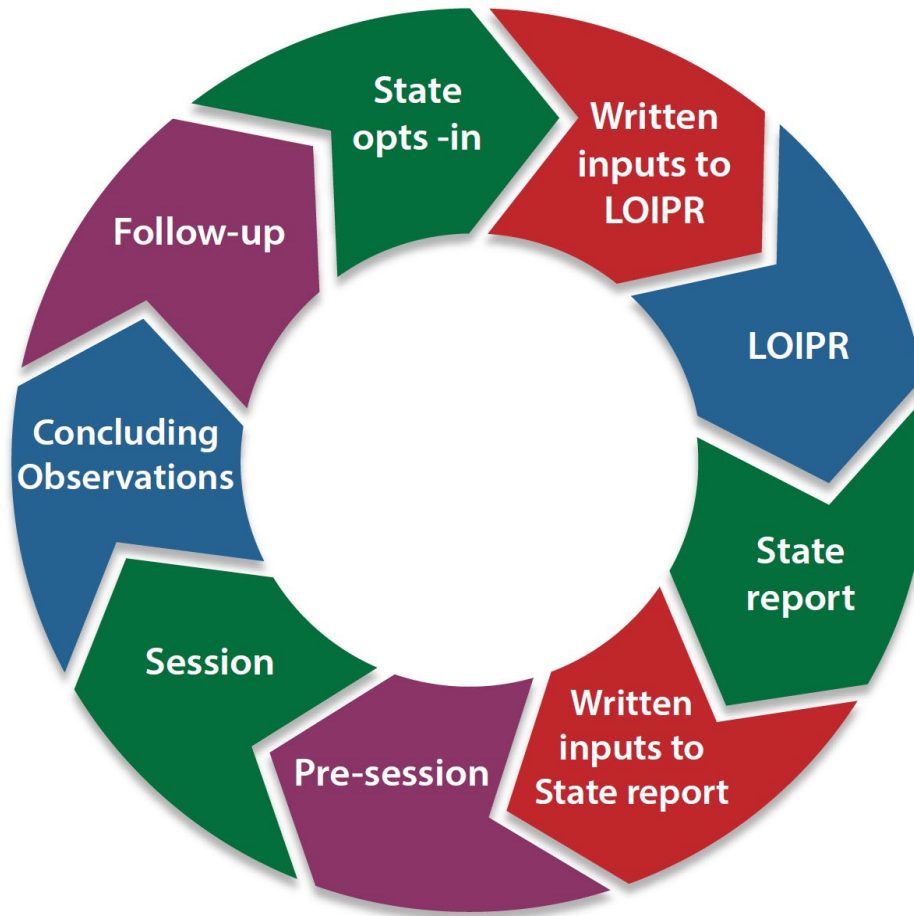 State
opts -in
Written
inputs to
LOIPR
LOIPR
State
report
Written
inputs to
State report
Pre-session
Session
Concluding
Observations
Follow-up